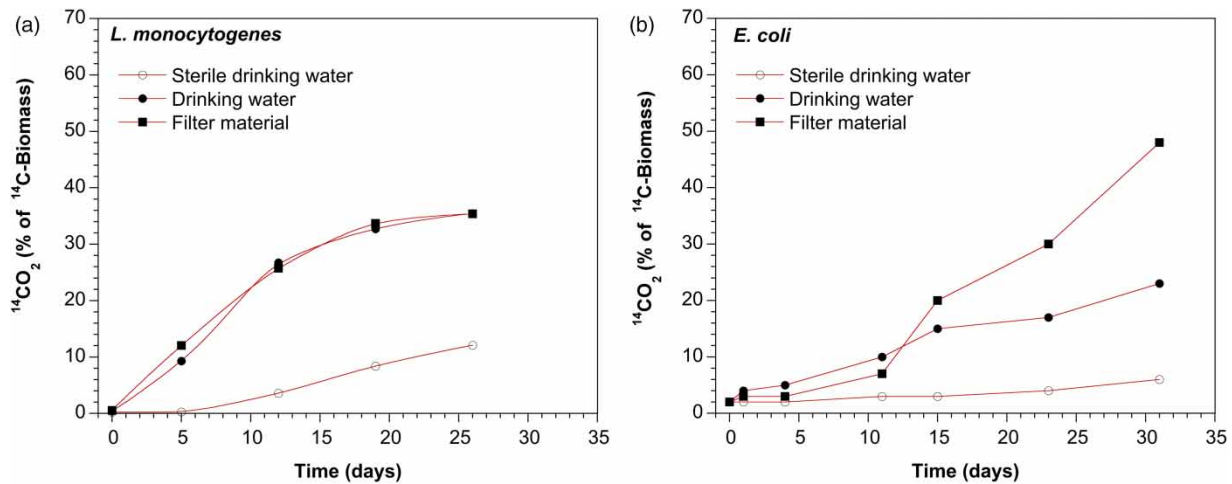 (a)
L. monocytogenes
Sterile drinking water
Drinking water
Filter material
¹⁴CO₂ (% of ¹⁴C-Biomass)
70
60
50
40
30
20
10
0
0 5 10 15 20 25 30 35
Time (days)
(b)
E. coli
Sterile drinking water
Drinking water
Filter material
¹⁴CO₂ (% of ¹⁴C-Biomass)
70
60
50
40
30
20
10
0
0 5 10 15 20 25 30 35
Time (days)